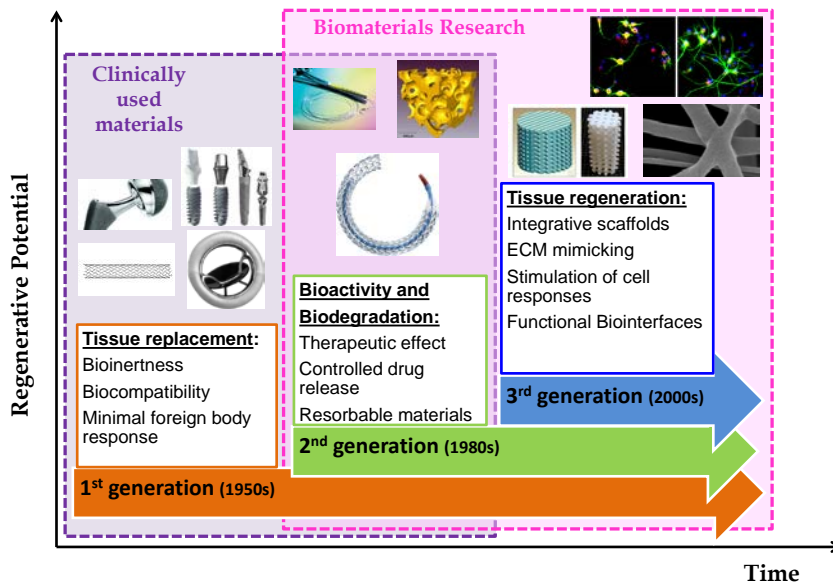 Biomaterials Research
Clinically
used
materials
Regenerative Potential
Tissue replacement:
Bioinertness
Biocompatibility
Minimal foreign body
response
1st generation (1950s)
Bioactivity and
Biodegradation:
Therapeutic effect
Controlled drug
release
Resorbable materials
2nd generation (1980s)
Tissue regeneration:
Integrative scaffolds
ECM mimicking
Stimulation of cell
responses
Functional Biointerfaces
3rd generation (2000s)
Time